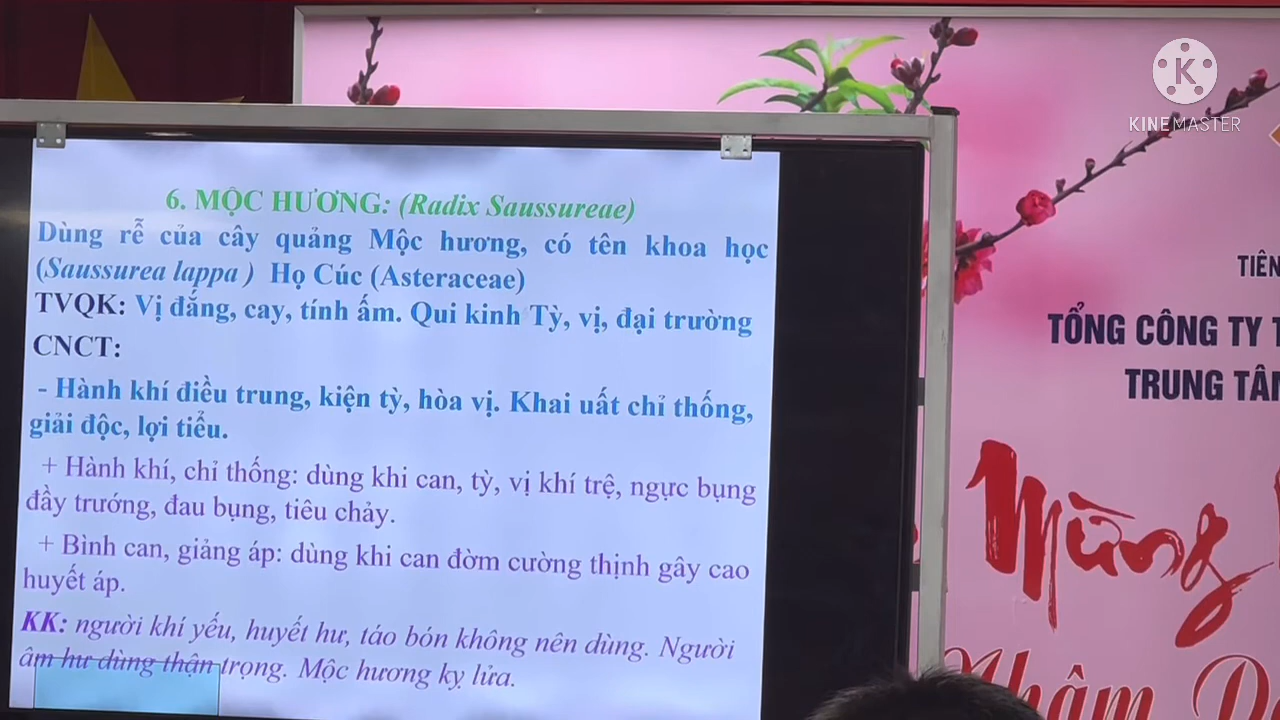 KINEMASTER
6. MỘC HƯƠNG: (Radix Saussureae)
Dùng rễ của cây quảng Mộc hương, có tên khoa học
(Saussurea lappa ) Họ Cúc (Asteraceae)
TVQK: Vị đắng, cay, tính ấm. Qui kinh Tỳ, vị, đại trường
CNCT:
- Hành khí điều trung, kiện tỳ, hòa vị. Khai uất chỉ thống,
giải độc, lợi tiểu.
+ Hành khí, chỉ thống: dùng khi can, tỳ, vị khí trệ, ngực bụng
đầy trướng, đau bụng, tiêu chảy.
+ Bình can, giảng áp: dùng khi can đờm cường thịnh gây cao
huyết áp.
KK: người khí yếu, huyết hư, táo bón không nên dùng. Người
âm hư dùng thận trọng. Mộc hương kỵ lửa.
TỔNG CÔNG TY
Mừng